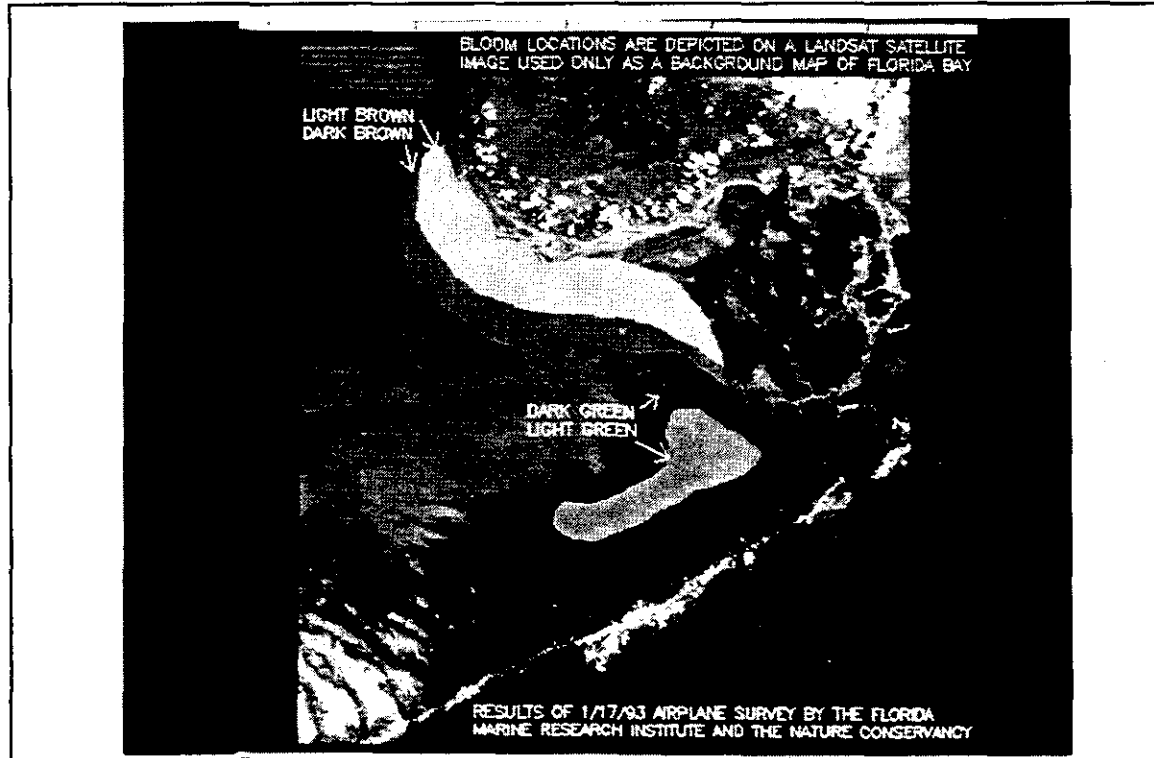 BLOOM LOCATIONS ARE DEPICTED ON A LANDSAT SATELLITE
IMAGE USED ONLY AS A BACKGROUND MAP OF FLORIDA BAY
LIGHT BROWN
DARK BROWN
DARK GREEN
LIGHT GREEN
RESULTS OF 1/17/93 AIRPLANE SURVEY BY THE FLORIDA
MARINE RESEARCH INSTITUTE AND THE NATURE CONSERVANCY